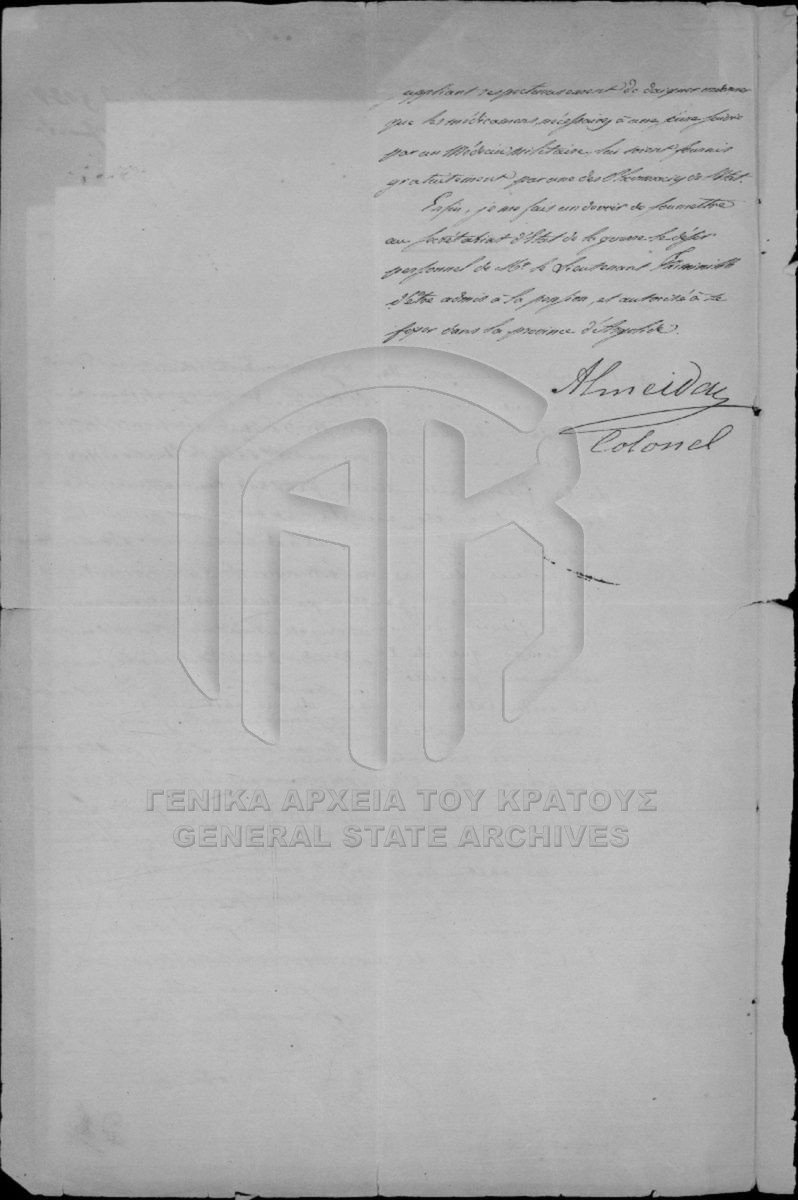 suppliant respectueusement de daigner ordonner
que les médicamens nécessaires à une cure suivie
par un Médecin militaire, lui soient fournis
gratuitement par une des Pharmacies de l'État.
Enfin, je me fais un devoir de soumettre
au Secrétariat d'État de la guerre le désir
personnel de Mr. le Lieutenant
d'être admis à la pension, et autorisé à se
fixer dans la province d'Argolide.
Almeida
Colonel
ΓΕΝΙΚΑ ΑΡΧΕΙΑ ΤΟΥ ΚΡΑΤΟΥΣ
GENERAL STATE ARCHIVES